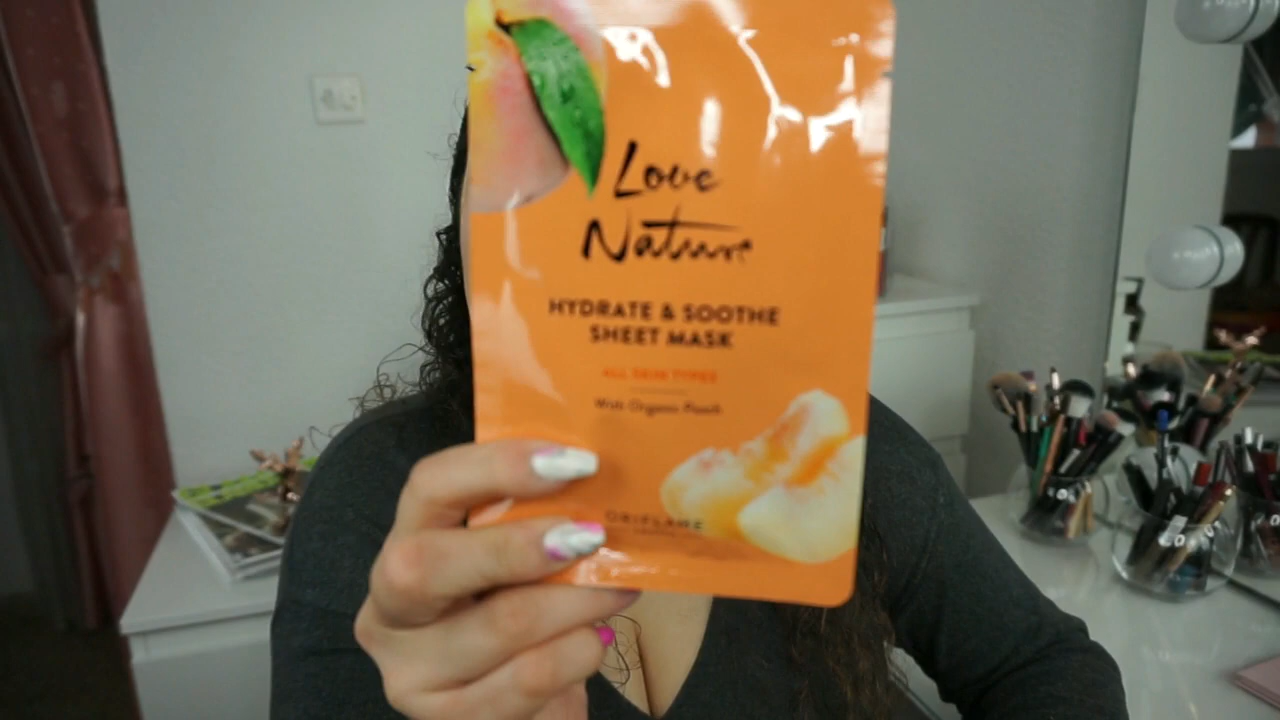 Love
Nature
HYDRATE & SOOTHE
SHEET MASK
ALL SKIN TYPES
With Organic Peach
ORIFLAME